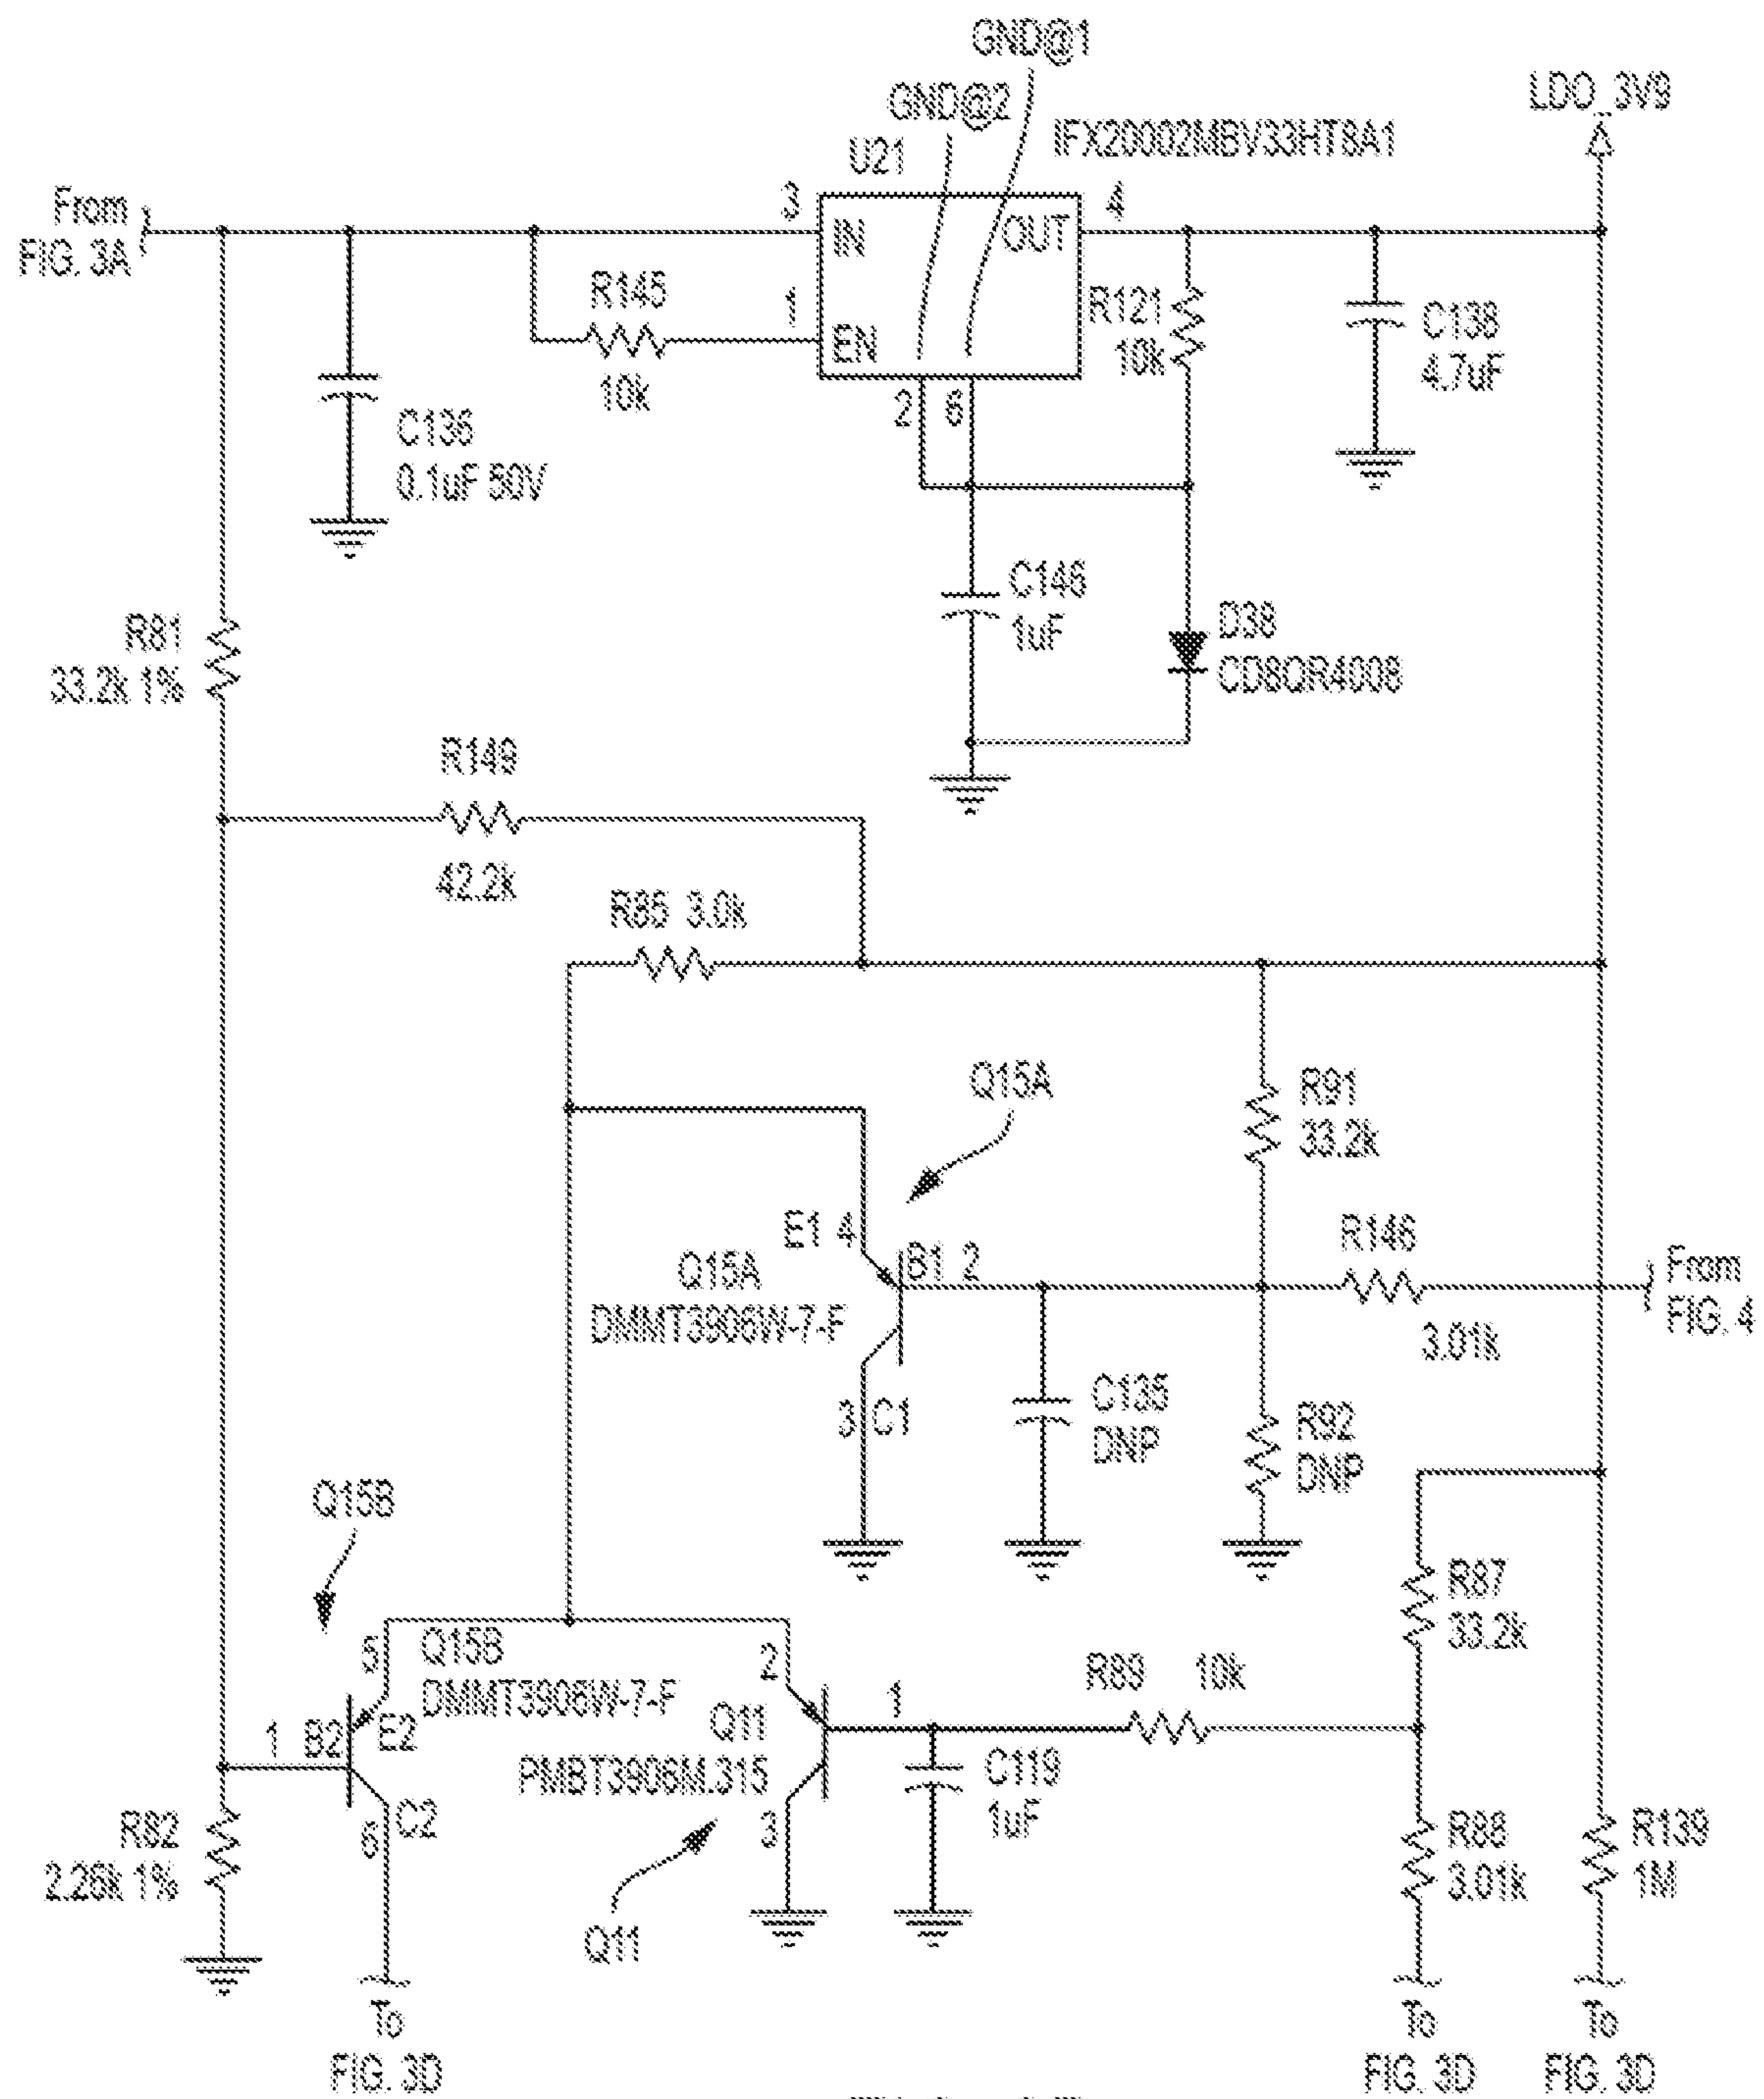 GND@1
GND@2
LDO_3V9
U21
IFX20002MBV33HT8A1
From
FIG. 3A
3
4
IN
OUT
R145
10k
1
EN
R121
10k
C138
4.7uF
2
6
C136
0.1uF 50V
C146
1uF
D38
CD8QR4008
R81
33.2k 1%
R149
42.2k
R85 3.0k
Q15A
R91
33.2k
E1 4
B1 2
R146
3.01k
From
FIG. 4
Q15A
DMMT3906W-7-F
3 C1
C135
DNP
R92
DNP
Q15B
R87
33.2k
5
Q15B
DMMT3906W-7-F
2
R89 10k
1 B2
E2
Q11
PMBT3906M.315
1
C119
1uF
R82
2.26k 1%
6
C2
3
R88
3.01k
R139
1M
Q11
To
FIG. 3D
To
FIG. 3D
To
FIG. 3D